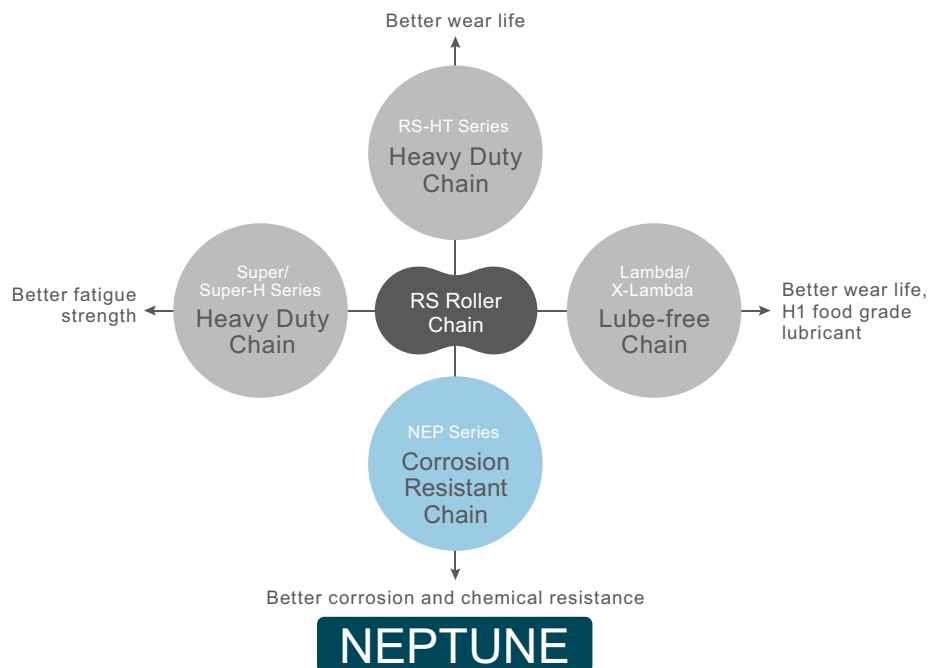 Better wear life
RS-HT Series
Heavy Duty
Chain
Better fatigue
strength
Super/
Super-H Series
Heavy Duty
Chain
RS Roller
Chain
Lambda/
X-Lambda
Lube-free
Chain
Better wear life,
H1 food grade
lubricant
NEP Series
Corrosion
Resistant
Chain
Better corrosion and chemical resistance
NEPTUNE